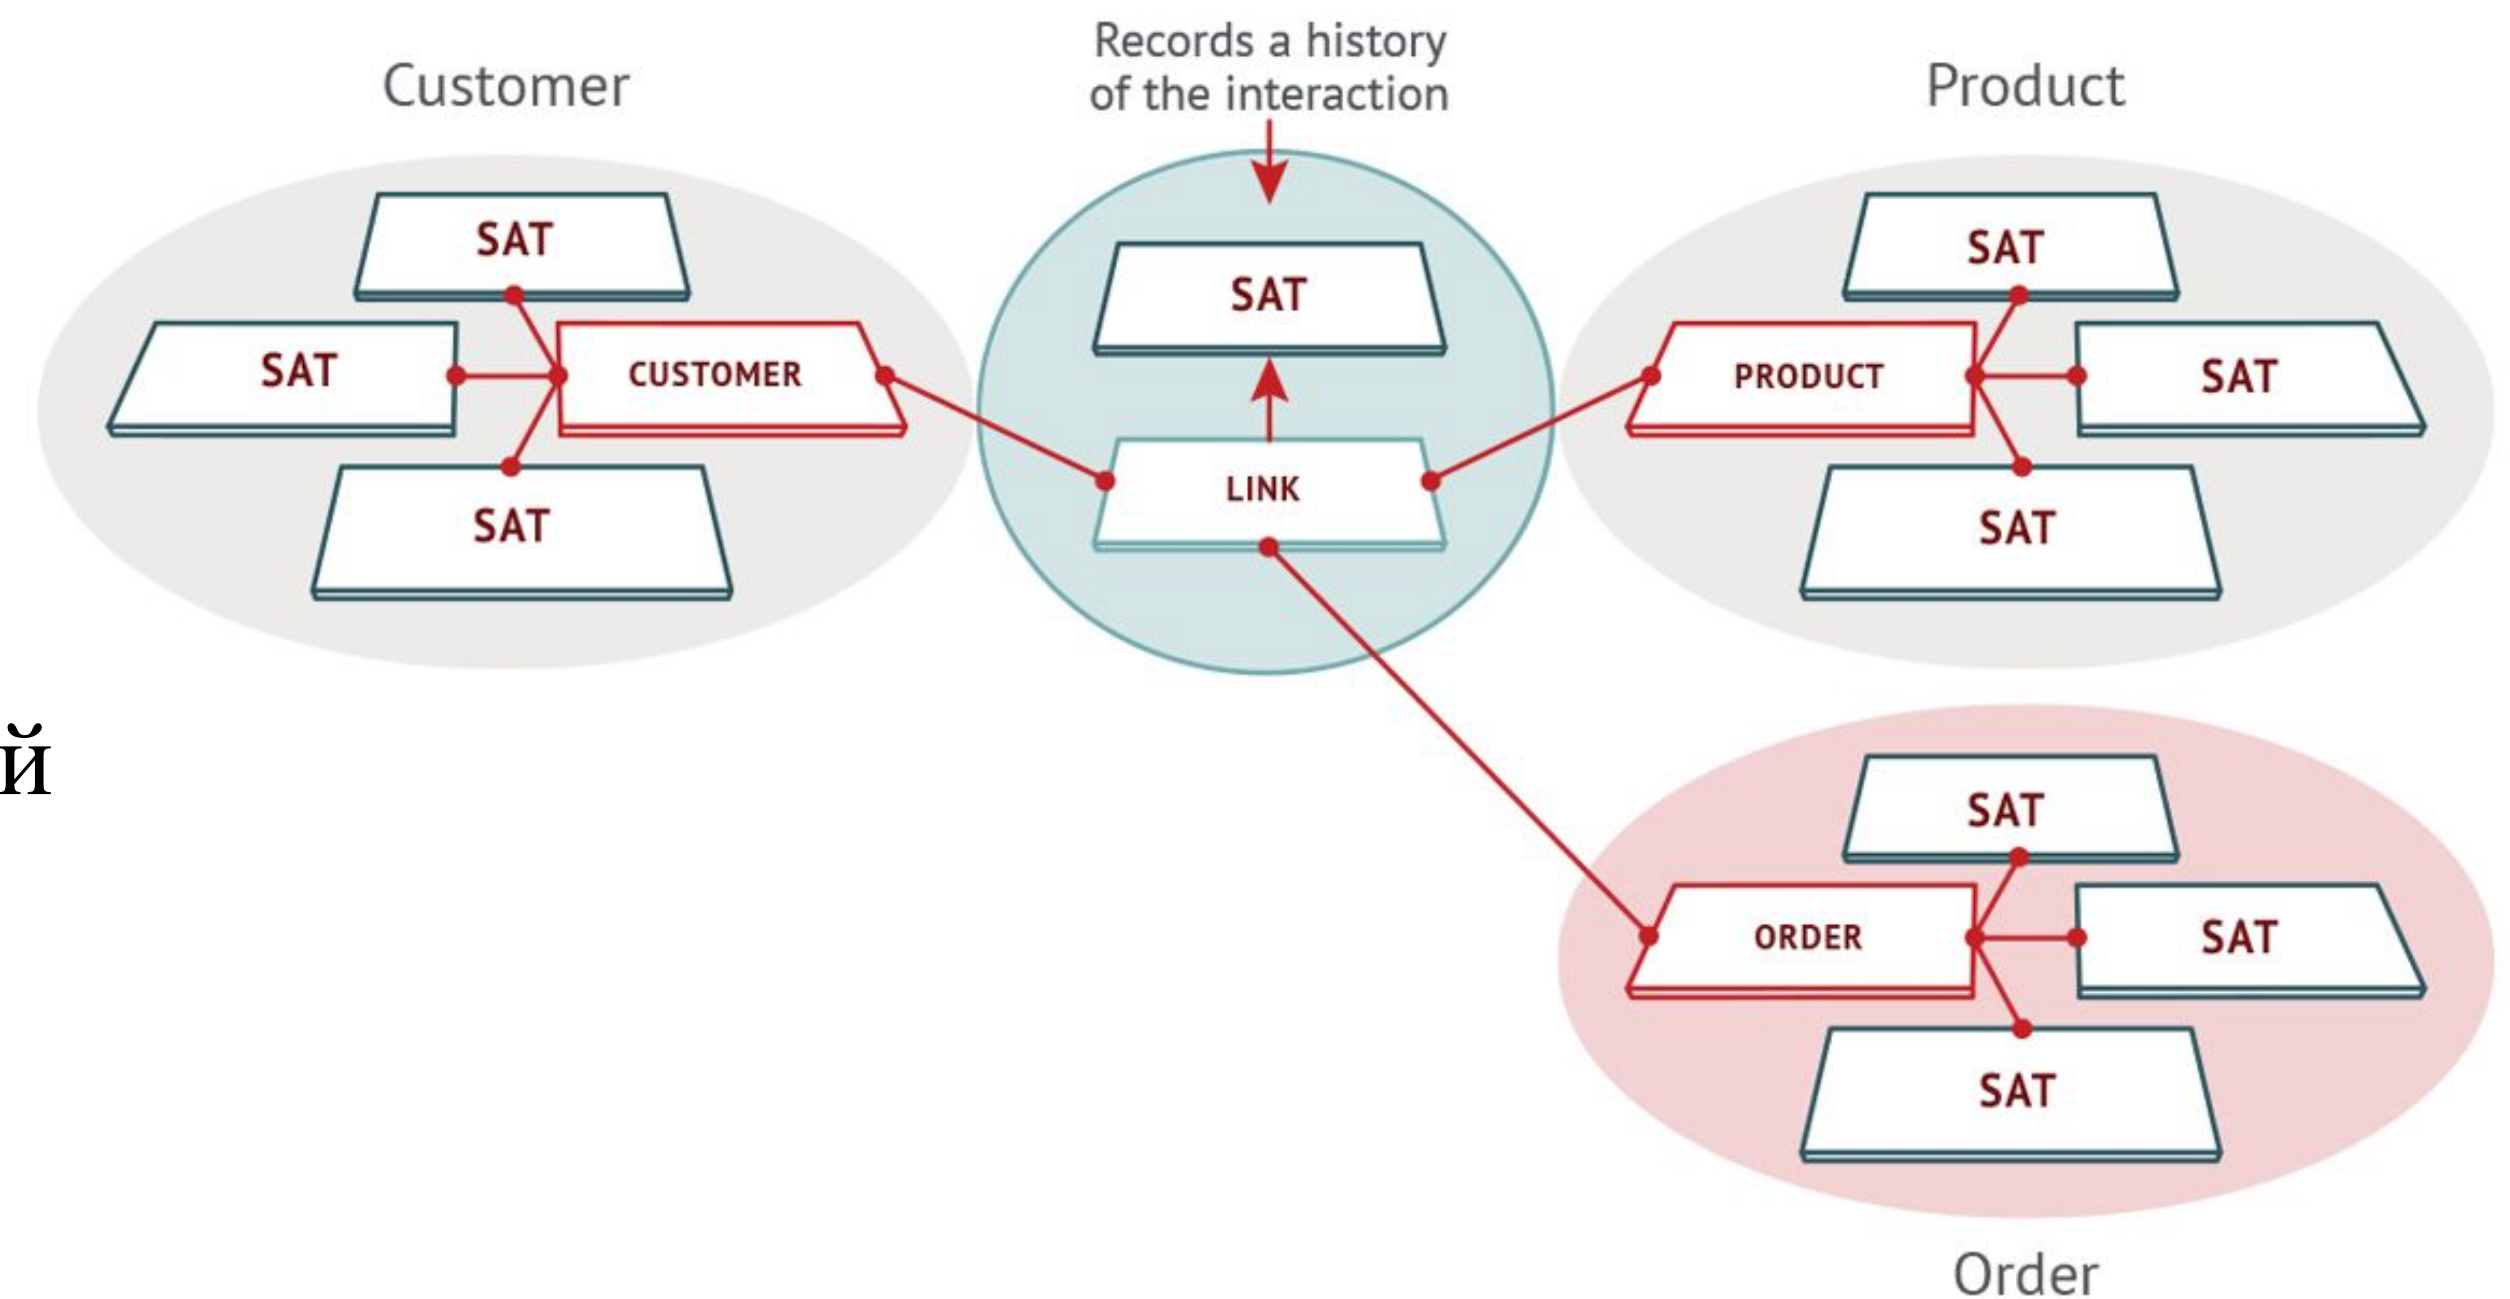 Records a history
of the interaction
Customer
Product
SAT
SAT
CUSTOMER
SAT
SAT
LINK
SAT
PRODUCT
SAT
SAT
й
SAT
ORDER
SAT
SAT
Order